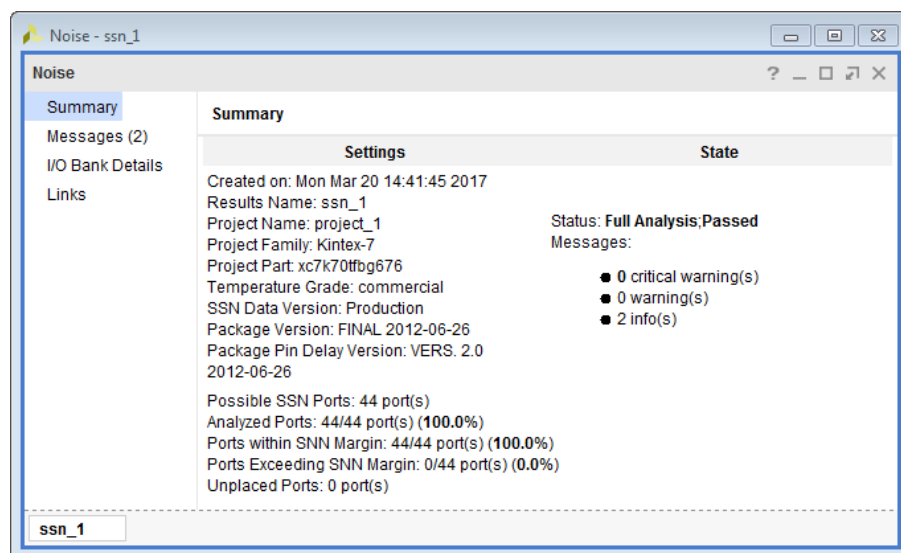 Noise - ssn_1
Noise
?
Summary
Messages (2)
I/O Bank Details
Links
Summary
Settings
State
Created on: Mon Mar 20 14:41:45 2017
Results Name: ssn_1
Project Name: project_1
Project Family: Kintex-7
Project Part: xc7k70tfbg676
Temperature Grade: commercial
SSN Data Version: Production
Package Version: FINAL 2012-06-26
Package Pin Delay Version: VERS. 2.0
2012-06-26
Possible SSN Ports: 44 port(s)
Analyzed Ports: 44/44 port(s) (100.0%)
Ports within SNN Margin: 44/44 port(s) (100.0%)
Ports Exceeding SNN Margin: 0/44 port(s) (0.0%)
Unplaced Ports: 0 port(s)
Status: Full Analysis;Passed
Messages:
0 critical warning(s)
0 warning(s)
2 info(s)
ssn_1